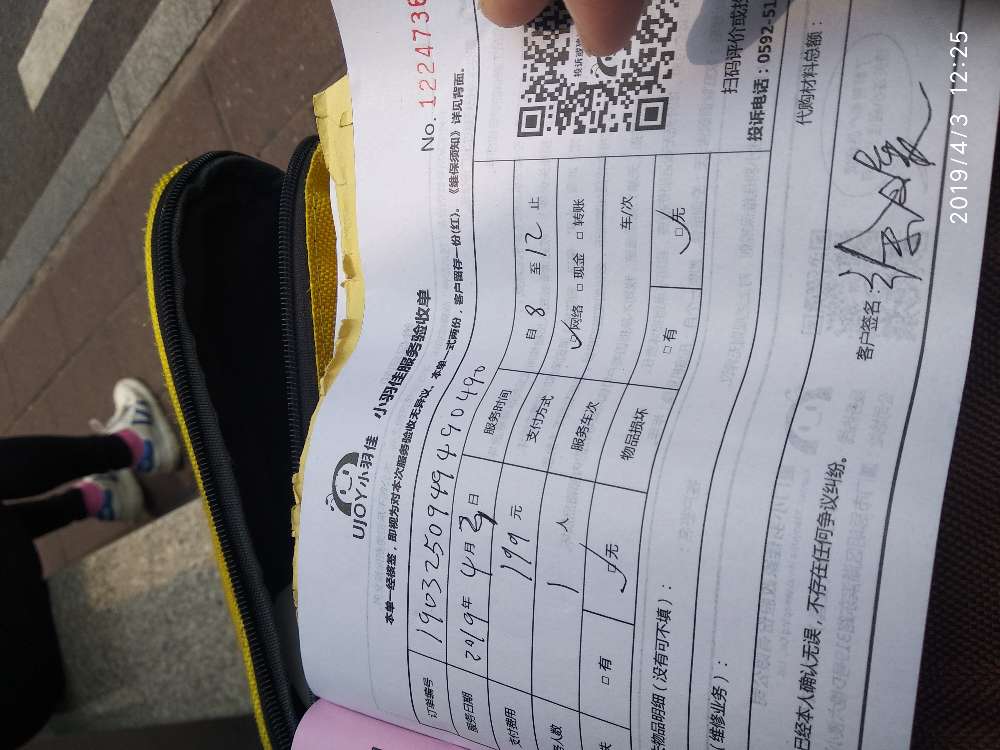 No. 1224736
UJOY小羽佳
小羽佳服务验收单
本单一经核签，即视为对本次服务验收无异议、本单一式两份，客户留存一份(红)。《维保须知》详见背面.
订单编号 1903250949490490
服务日期 2019年 4月 3日 服务时间 自 8 至 12 止
支付费用 199 元 支付方式 ☑网络 □ 现金 □ 转账
人数 1 人 服务车次 车/次
□ 有 ☑无 物品损坏 □ 有 ☑无
物品明细（没有可不填）：
（维修业务）：
扫码评价或投
投诉电话：0592-51
代购材料总额：
已经本人确认无误，不存在任何争议纠纷。
客户签名：
2019/4/3 12:25